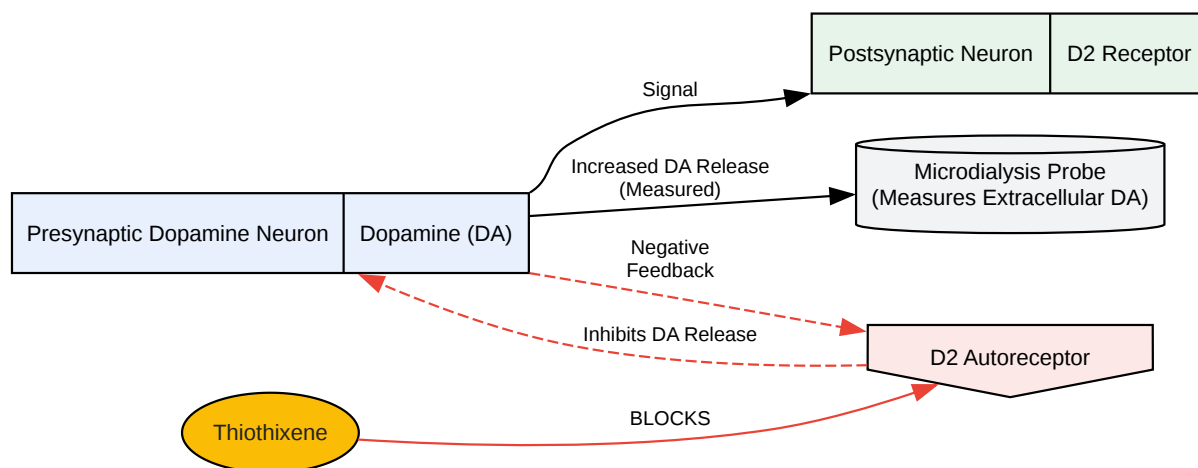 Postsynaptic Neuron
D2 Receptor
Signal
Increased DA Release
(Measured)
Microdialysis Probe
(Measures Extracellular DA)
Presynaptic Dopamine Neuron
Dopamine (DA)
Negative
Feedback
Inhibits DA Release
D2 Autoreceptor
BLOCKS
Thiothixene